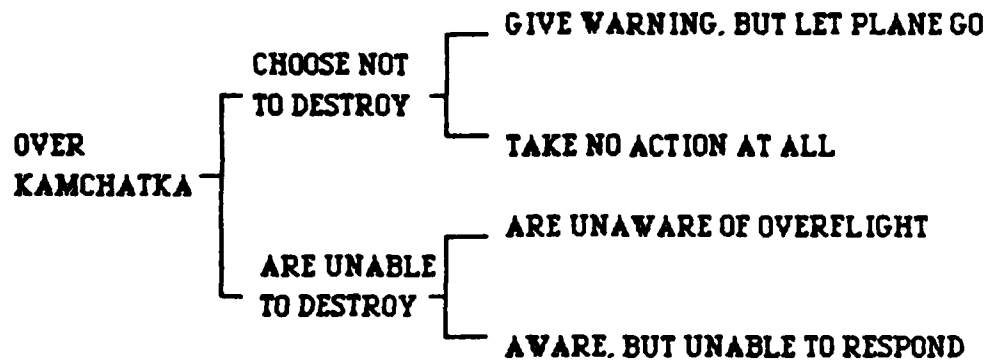 GIVE WARNING, BUT LET PLANE GO
CHOOSE NOT
TO DESTROY
TAKE NO ACTION AT ALL
OVER
KAMCHATKA
ARE UNAWARE OF OVERFLIGHT
ARE UNABLE
TO DESTROY
AWARE, BUT UNABLE TO RESPOND